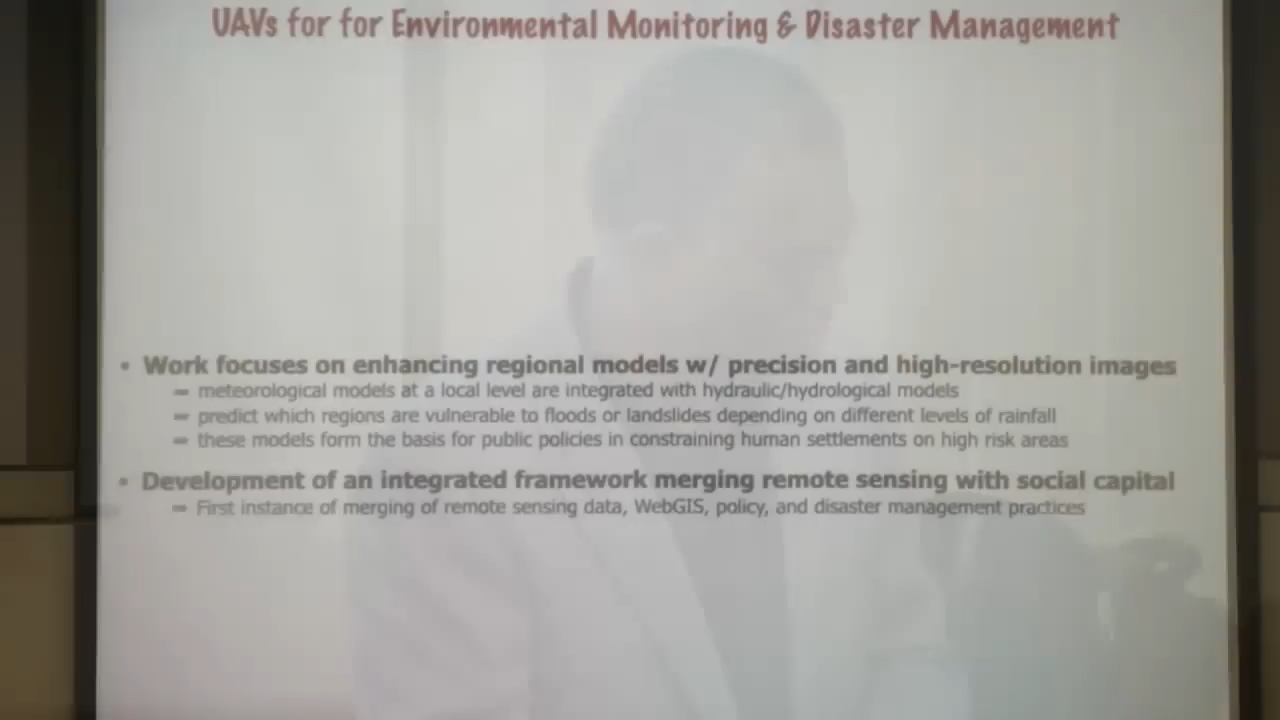 UAVs for for Environmental Monitoring & Disaster Management
• Work focuses on enhancing regional models w/ precision and high-resolution images
– meteorological models at a local level are integrated with hydraulic/hydrological models
– predict which regions are vulnerable to floods or landslides depending on different levels of rainfall
– these models form the basis for public policies in constraining human settlements on high risk areas
• Development of an integrated framework merging remote sensing with social capital
– First instance of merging of remote sensing data, WebGIS, policy, and disaster management practices